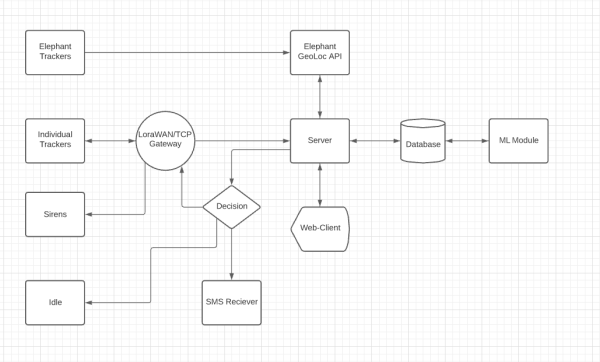 Elephant
Trackers
Elephant
GeoLoc API
Individual
Trackers
LoraWAN/TCP
Gateway
Server
Database
ML Module
Sirens
Decision
Web-Client
Idle
SMS Reciever